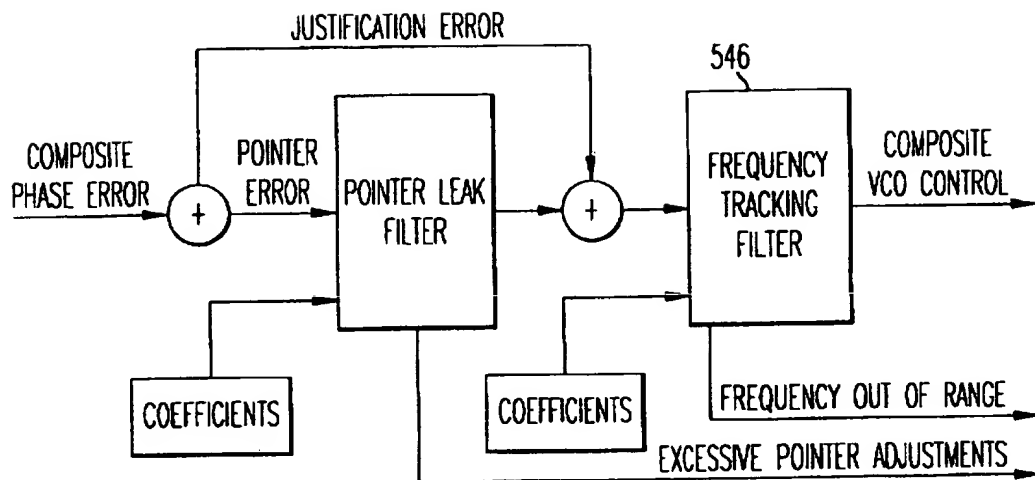 JUSTIFICATION ERROR
546
COMPOSITE
PHASE ERROR
+
POINTER
ERROR
POINTER LEAK
FILTER
+
FREQUENCY
TRACKING
FILTER
COMPOSITE
VCO CONTROL
COEFFICIENTS
COEFFICIENTS
FREQUENCY OUT OF RANGE
EXCESSIVE POINTER ADJUSTMENTS